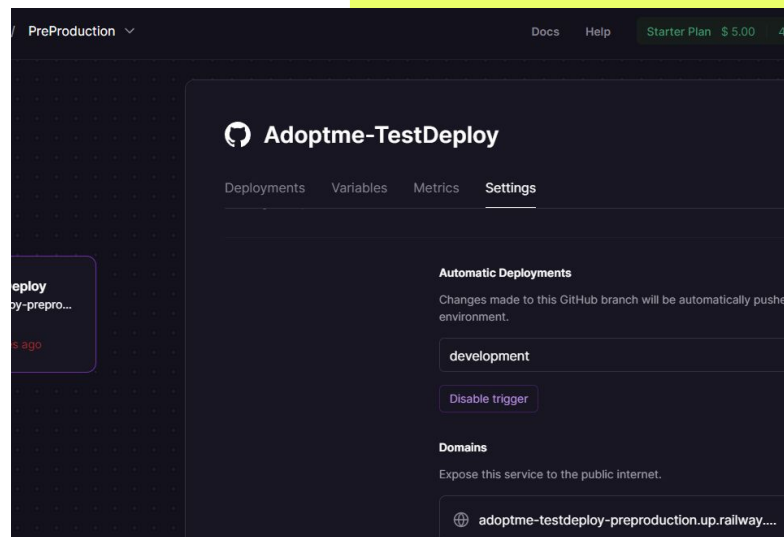 / PreProduction
Docs Help Starter Plan $ 5.00 4
Adoptme-TestDeploy
Deployments Variables Metrics Settings
eploy
oy-prepro...
s ago
Automatic Deployments
Changes made to this GitHub branch will be automatically pushe
environment.
development
Disable trigger
Domains
Expose this service to the public internet.
adoptme-testdeploy-preproduction.up.railway....